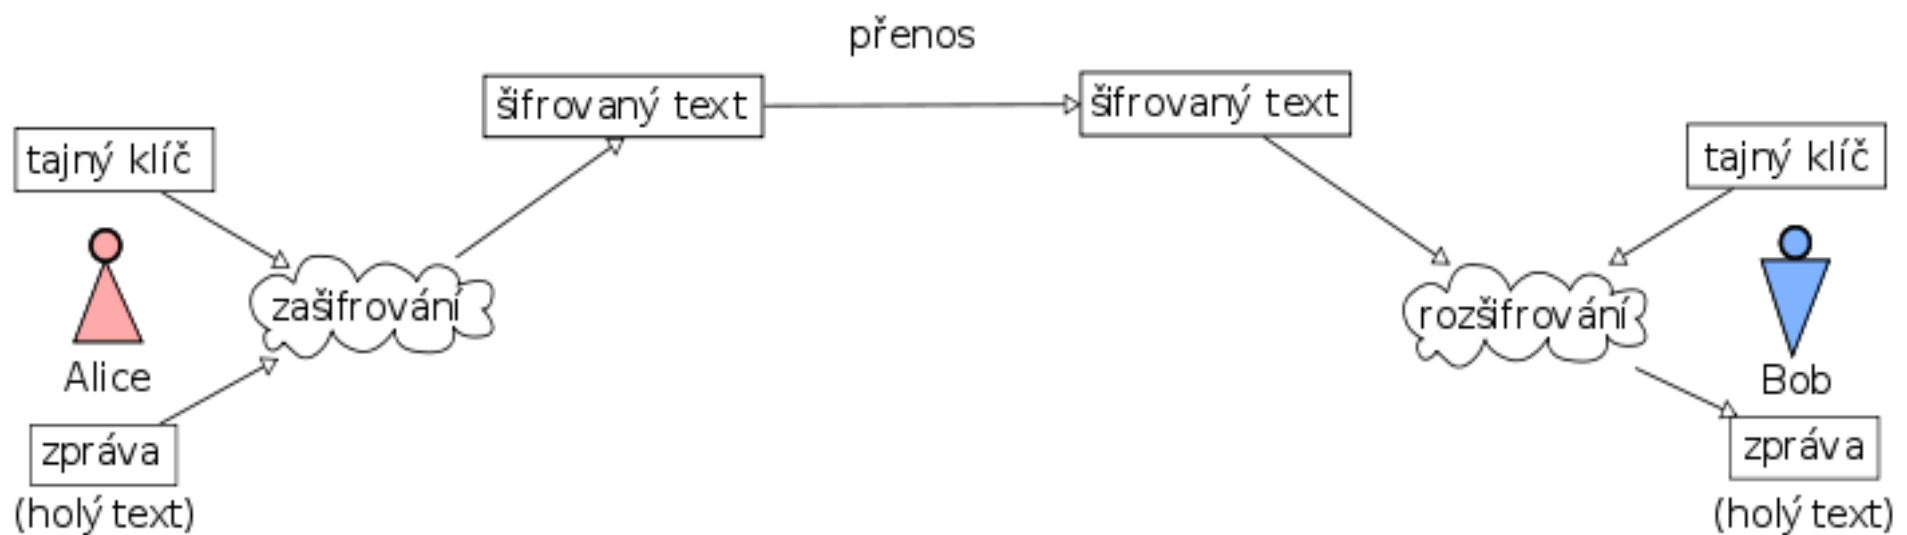 přenos
šifrovaný text
šifrovaný text
tajný klíč
tajný klíč
zašifrování
rozšifrování
Alice
Bob
zpráva
zpráva
(holý text)
(holý text)